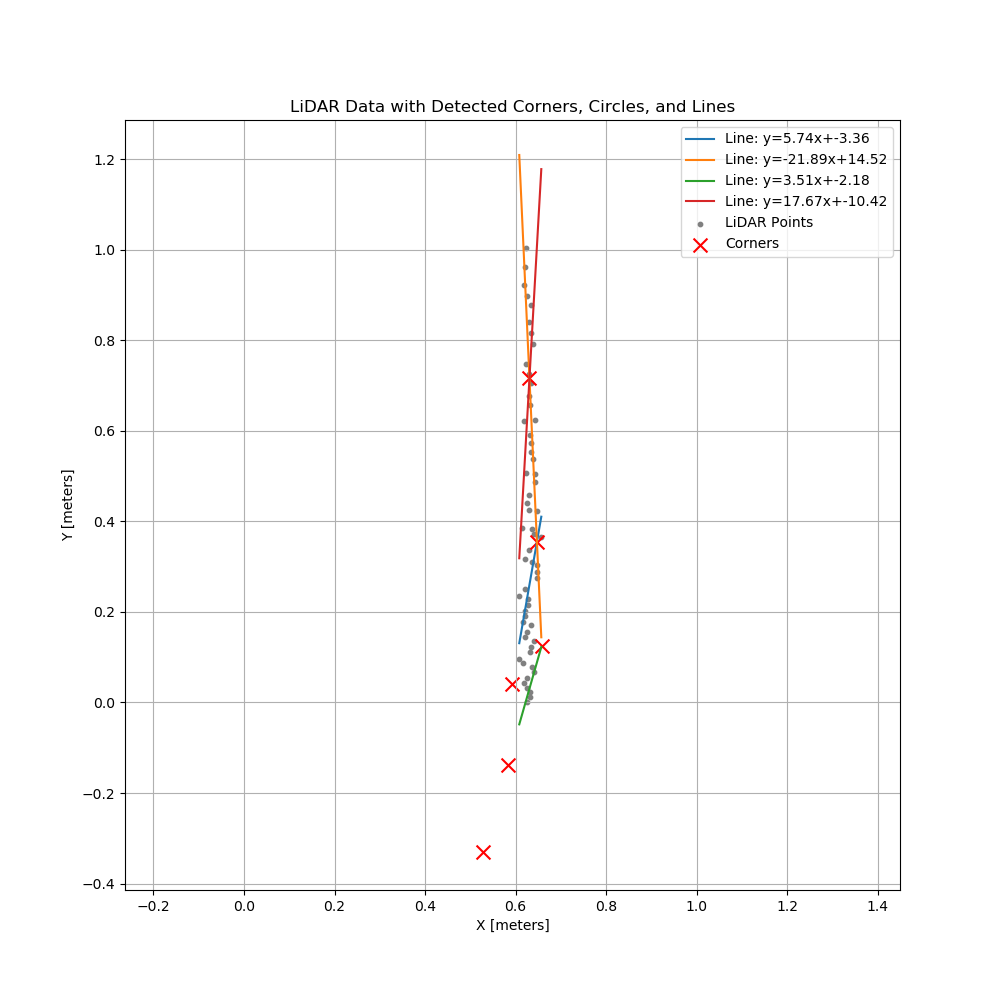 LiDAR Data with Detected Corners, Circles, and Lines
Line: y=5.74x+-3.36
Line: y=-21.89x+14.52
Line: y=3.51x+-2.18
Line: y=17.67x+-10.42
LiDAR Points
Corners
Y [meters]
1.2
1.0
0.8
0.6
0.4
0.2
0.0
−0.2
−0.4
−0.2 0.0 0.2 0.4 0.6 0.8 1.0 1.2 1.4
X [meters]